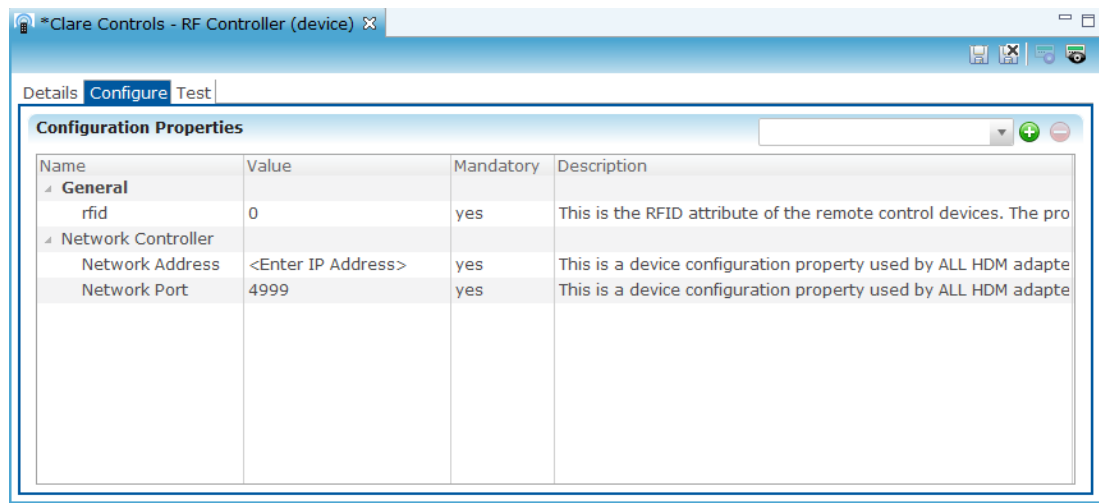 *Clare Controls - RF Controller (device)
Details Configure Test
Configuration Properties
Name Value Mandatory Description
General
rfid 0 yes This is the RFID attribute of the remote control devices. The pro
Network Controller
Network Address <Enter IP Address> yes This is a device configuration property used by ALL HDM adapte
Network Port 4999 yes This is a device configuration property used by ALL HDM adapte